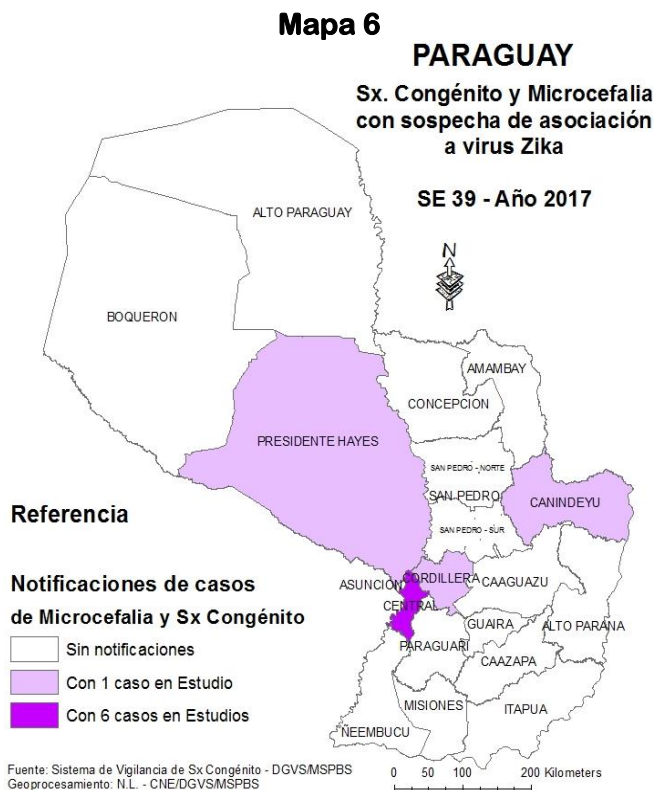 Mapa 6
PARAGUAY
Sx. Congénito y Microcefalia
con sospecha de asociación
a virus Zika
SE 39 - Año 2017
N
ALTO PARAGUAY
BOQUERON
AMAMBAY
CONCEPCION
PRESIDENTE HAYES
SAN PEDRO - NORTE
SAN PEDRO
CANINDEYU
SAN PEDRO - SUR
ASUNCION
CORDILLERA
CAAGUAZU
CENTRAL
GUAIRA
ALTO PARANA
PARAGUARI
CAAZAPA
MISIONES
ITAPUA
ÑEEMBUCU
Referencia
Notificaciones de casos
de Microcefalia y Sx Congénito
Sin notificaciones
Con 1 caso en Estudio
Con 6 casos en Estudios
Fuente: Sistema de Vigilancia de Sx Congénito - DGVS/MSPBS
Geoprocesamiento: N.L. - CNE/DGVS/MSPBS
0 50 100 200 Kilometers